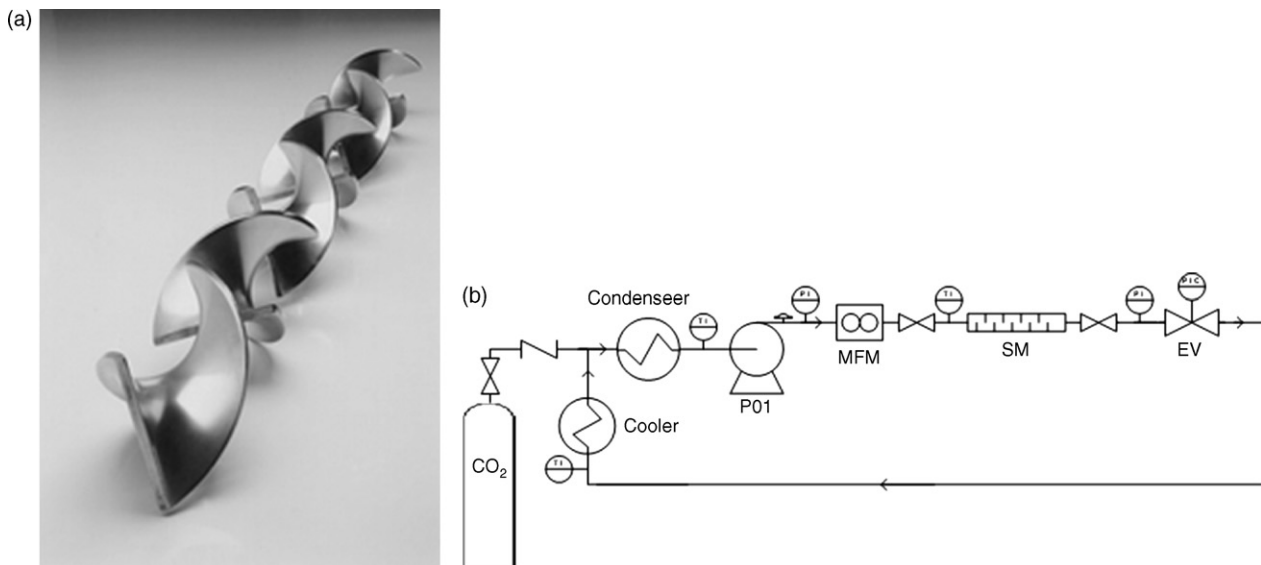 (a)
(b)
Condenseer
TI
PI
TI
PI
PIC
MFM
SM
EV
P01
Cooler
TI
CO₂